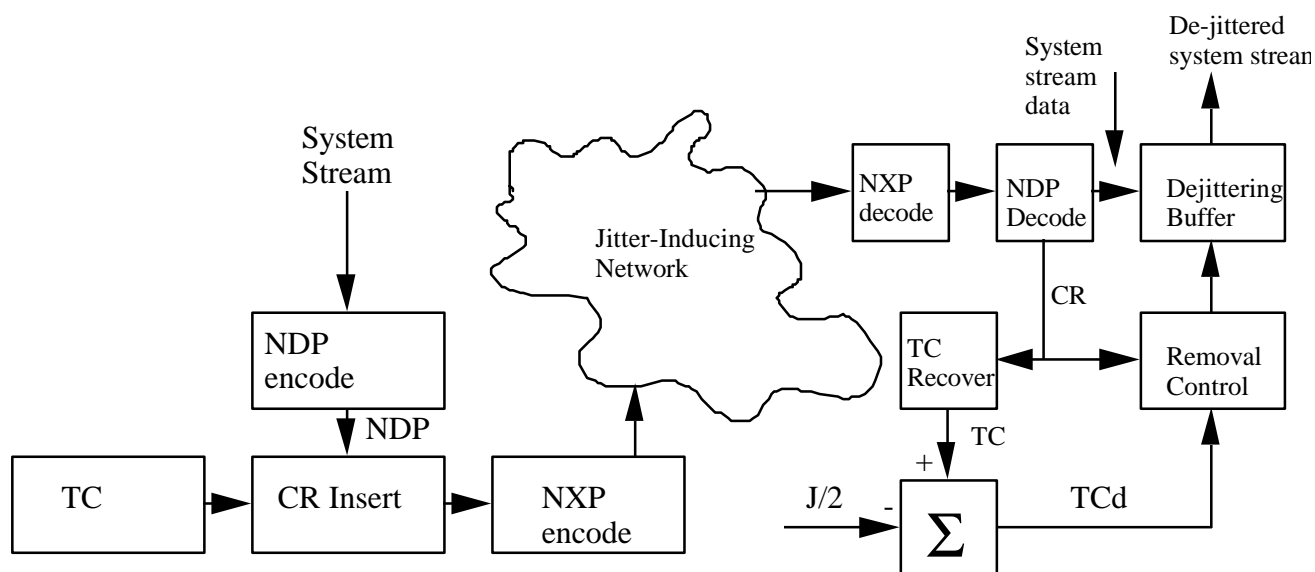 De-jittered
system stream
System
stream
data
System
Stream
NXP
decode
NDP
Decode
Dejittering
Buffer
Jitter-Inducing
Network
CR
NDP
encode
TC
Recover
Removal
Control
NDP
TC
+
TC
CR Insert
NXP
encode
J/2
-
Σ
TCd